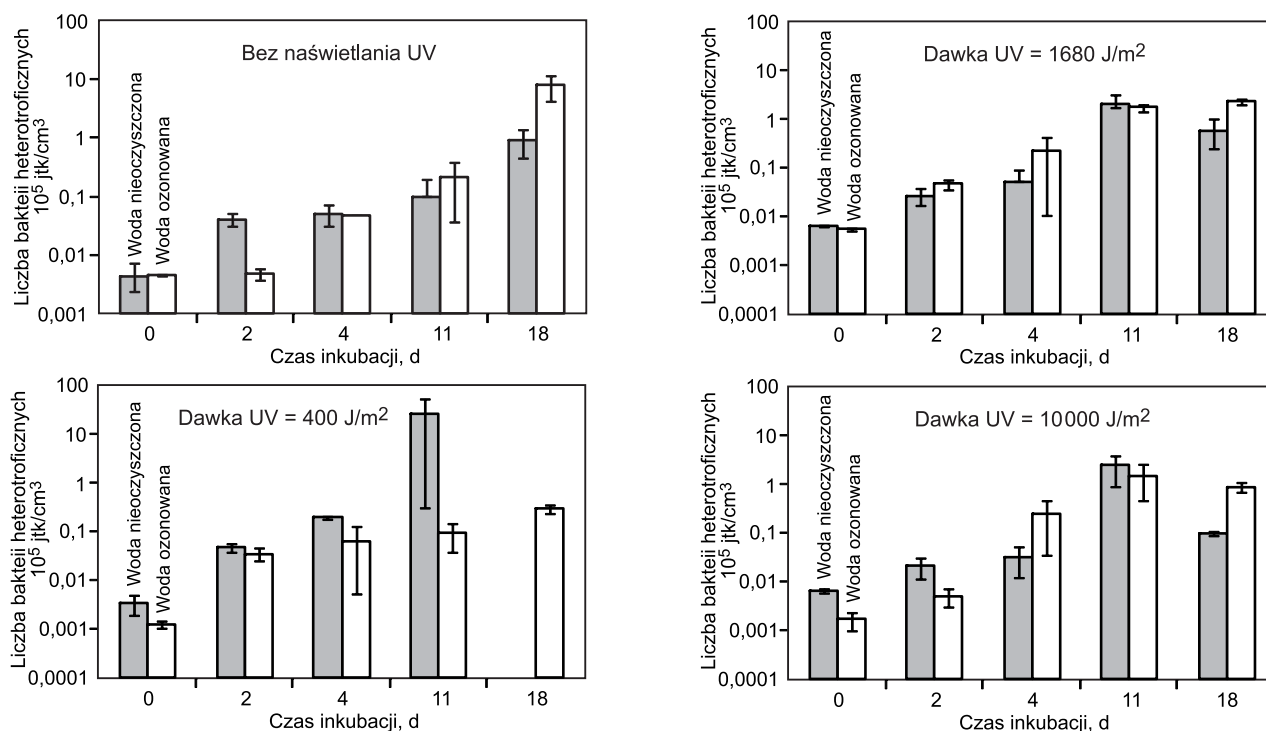 Bez naświetlania UV
Liczba bakteii heterotroficznych
10⁵ jtk/cm³
100
10
1
0,1
0,01
0,001
Woda nieoczyszczona
Woda ozonowana
0 2 4 11 18
Czas inkubacji, d
Dawka UV = 1680 J/m²
Liczba bakteii heterotroficznych
10⁵ jtk/cm³
100
10
1
0,1
0,01
0,001
0,0001
Woda nieoczyszczona
Woda ozonowana
0 2 4 11 18
Czas inkubacji, d
Dawka UV = 400 J/m²
Liczba bakteii heterotroficznych
10⁵ jtk/cm³
100
10
1
0,1
0,01
0,001
0,0001
Woda nieoczyszczona
Woda ozonowana
0 2 4 11 18
Czas inkubacji, d
Dawka UV = 10000 J/m²
Liczba bakteii heterotroficznych
10⁵ jtk/cm³
100
10
1
0,1
0,01
0,001
0,0001
Woda nieoczyszczona
Woda ozonowana
0 2 4 11 18
Czas inkubacji, d